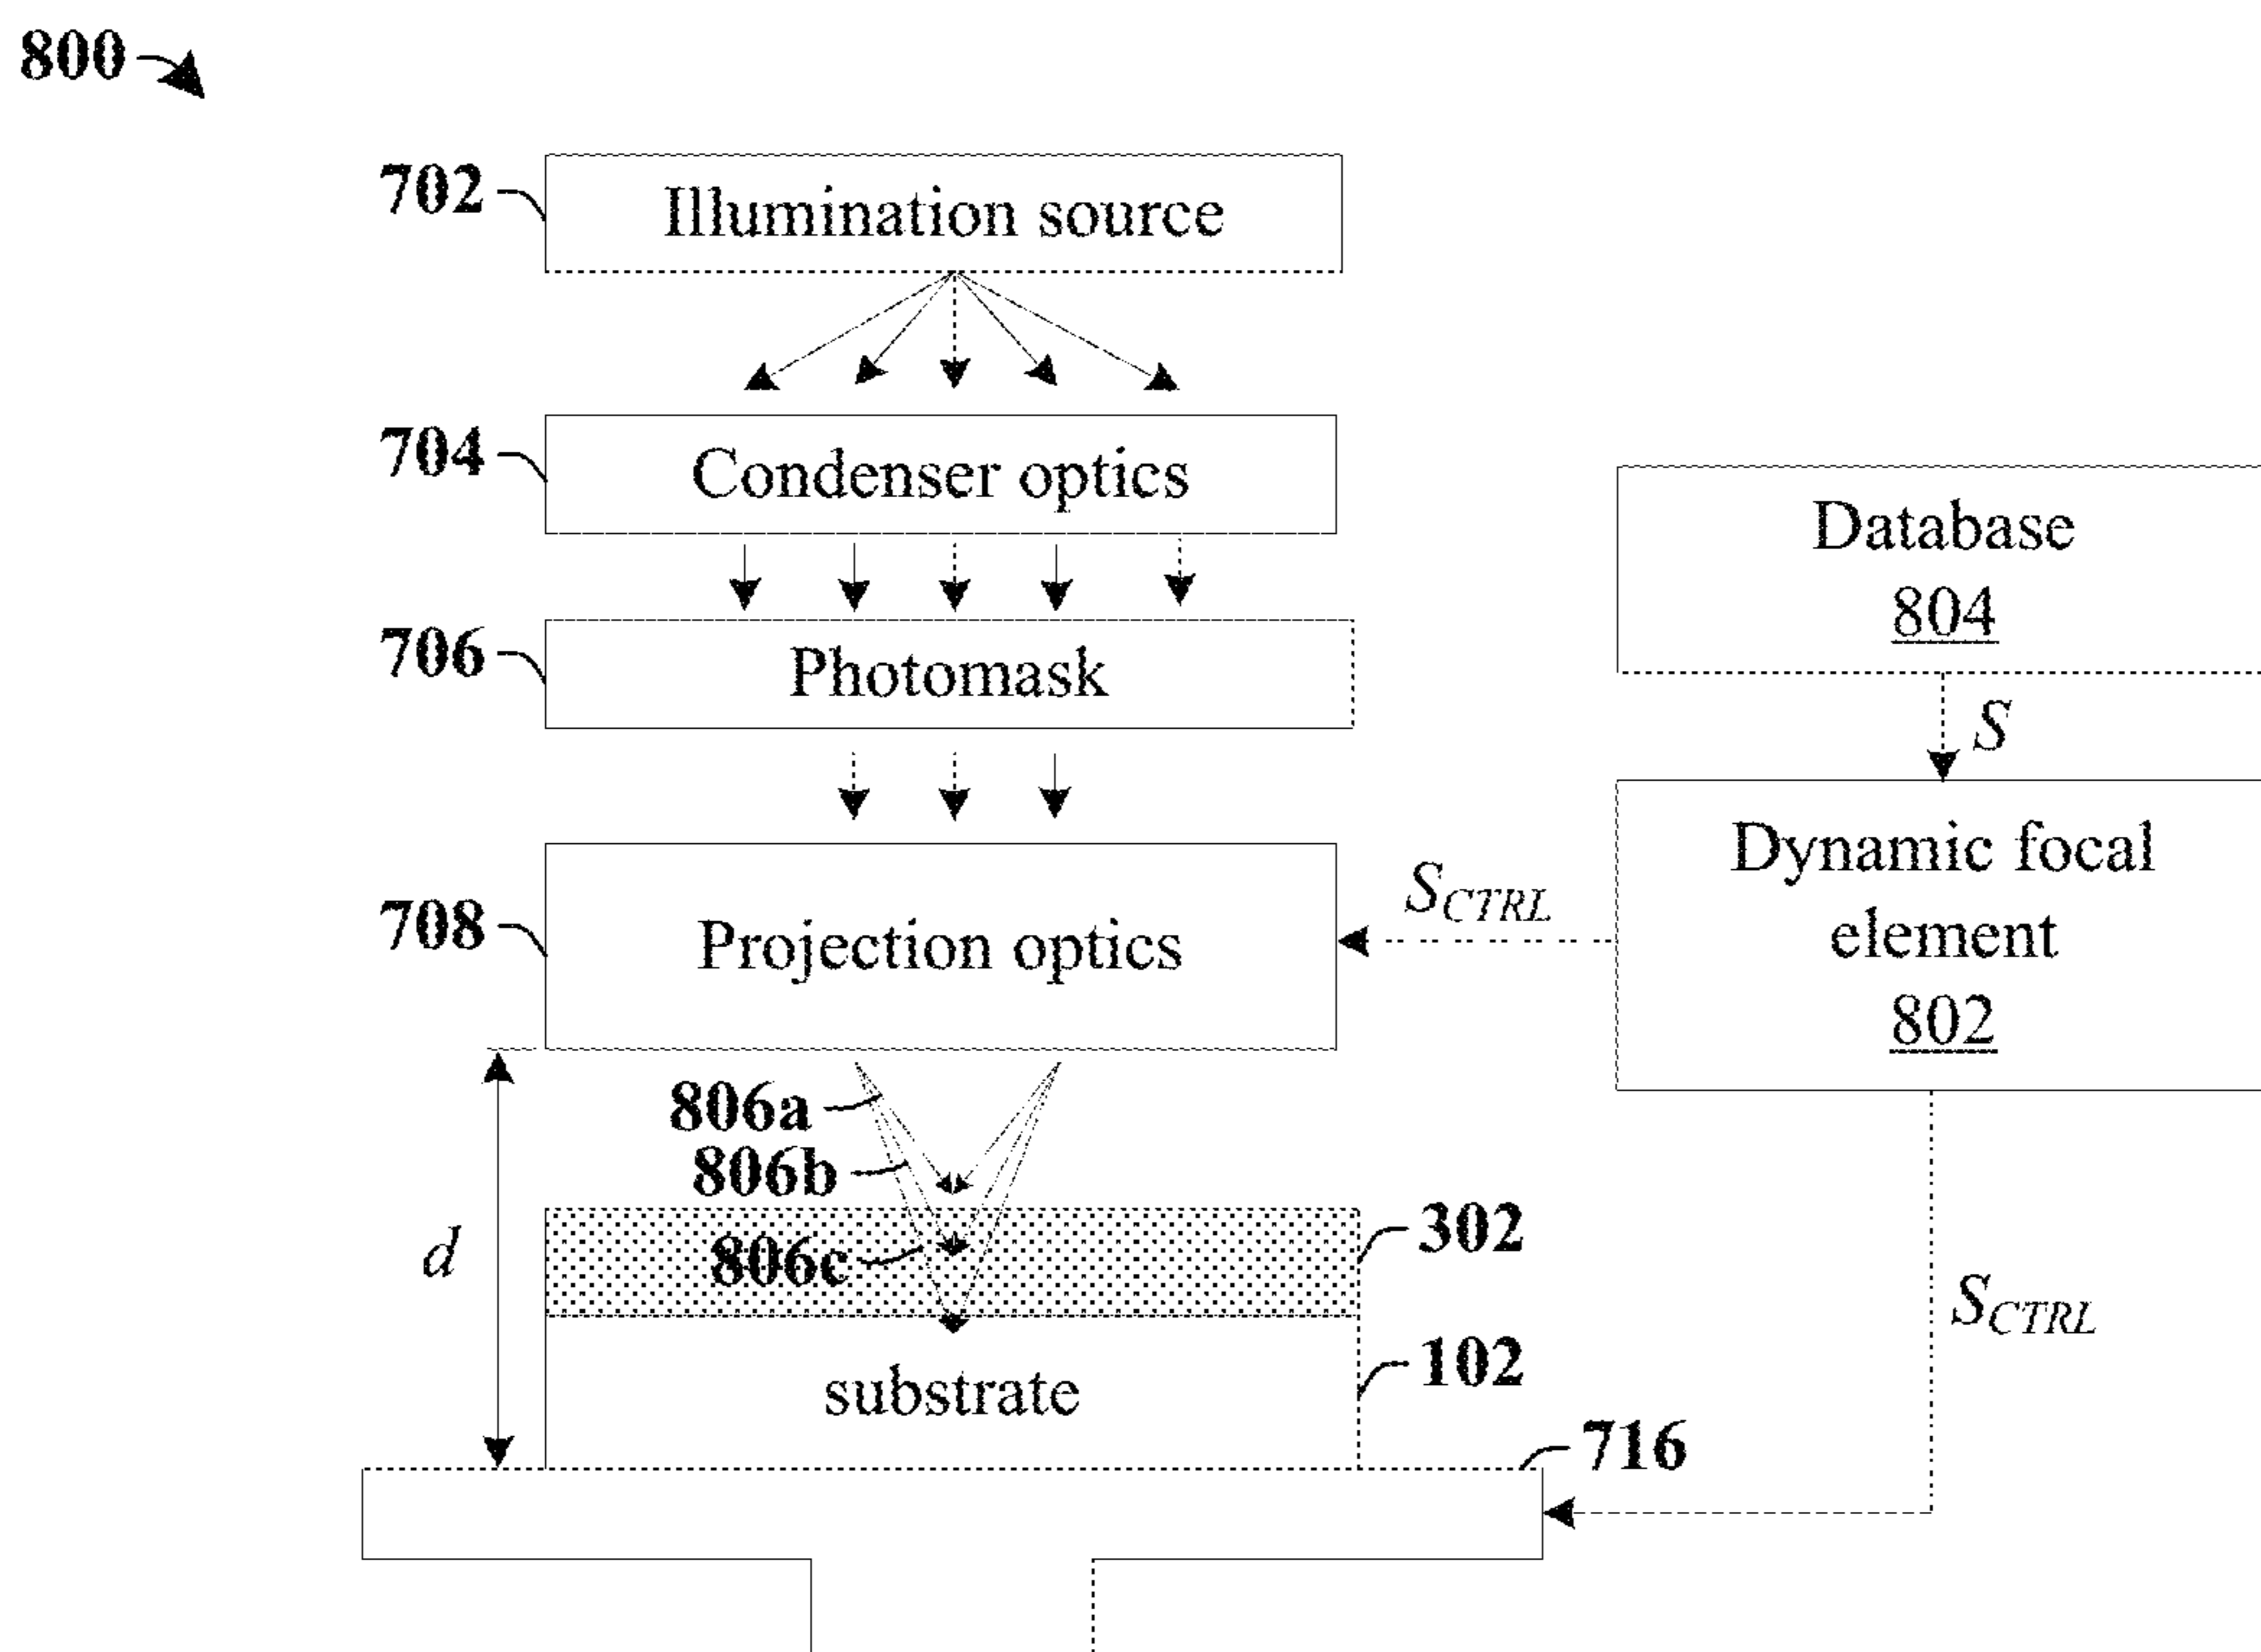 800
702
Illumination source
704
Condenser optics
Database
804
706
Photomask
S
Dynamic focal
element
802
708
Projection optics
SCTRL
806a
806b
806c
302
d
SCTRL
substrate
102
716